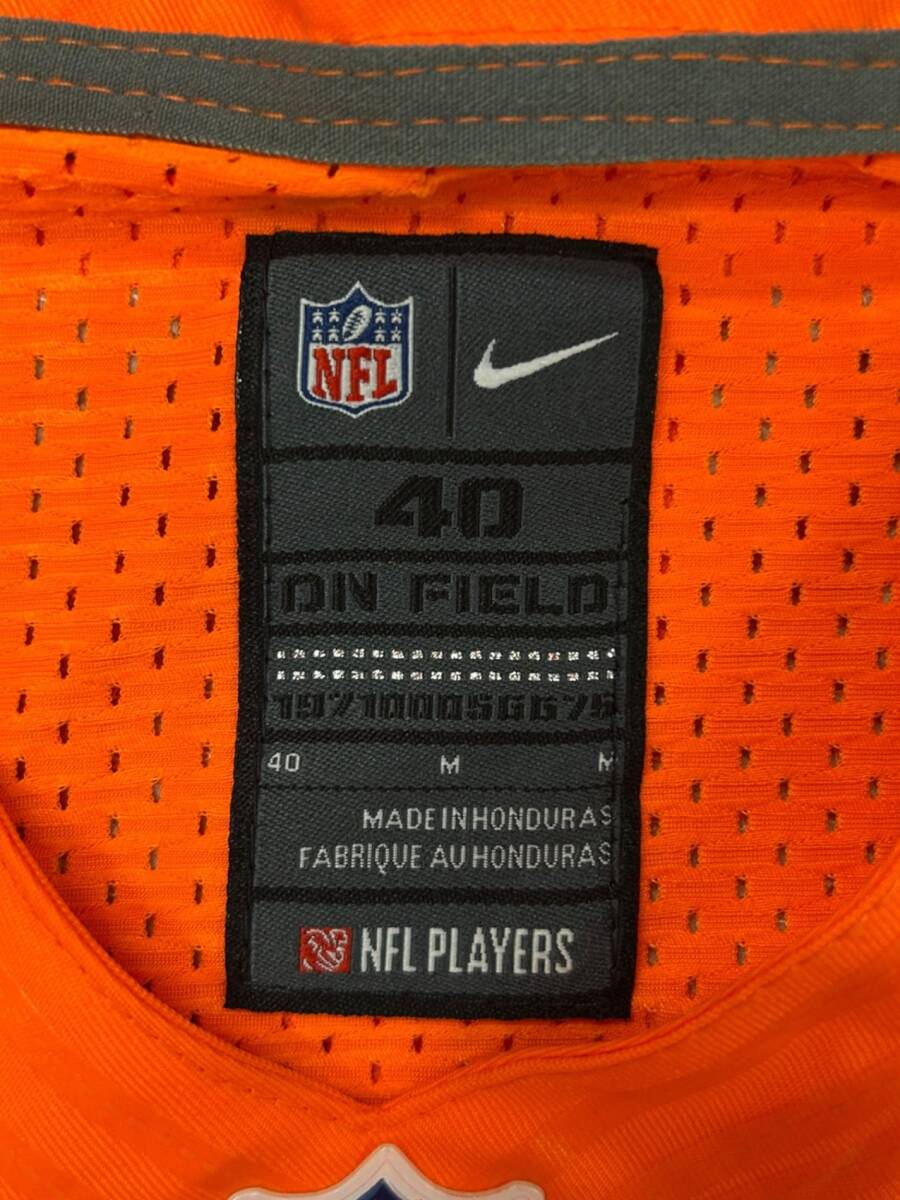 NFL
40
ON FIELD
40 M M
MADE IN HONDURAS
FABRIQUE AU HONDURAS
NFL PLAYERS